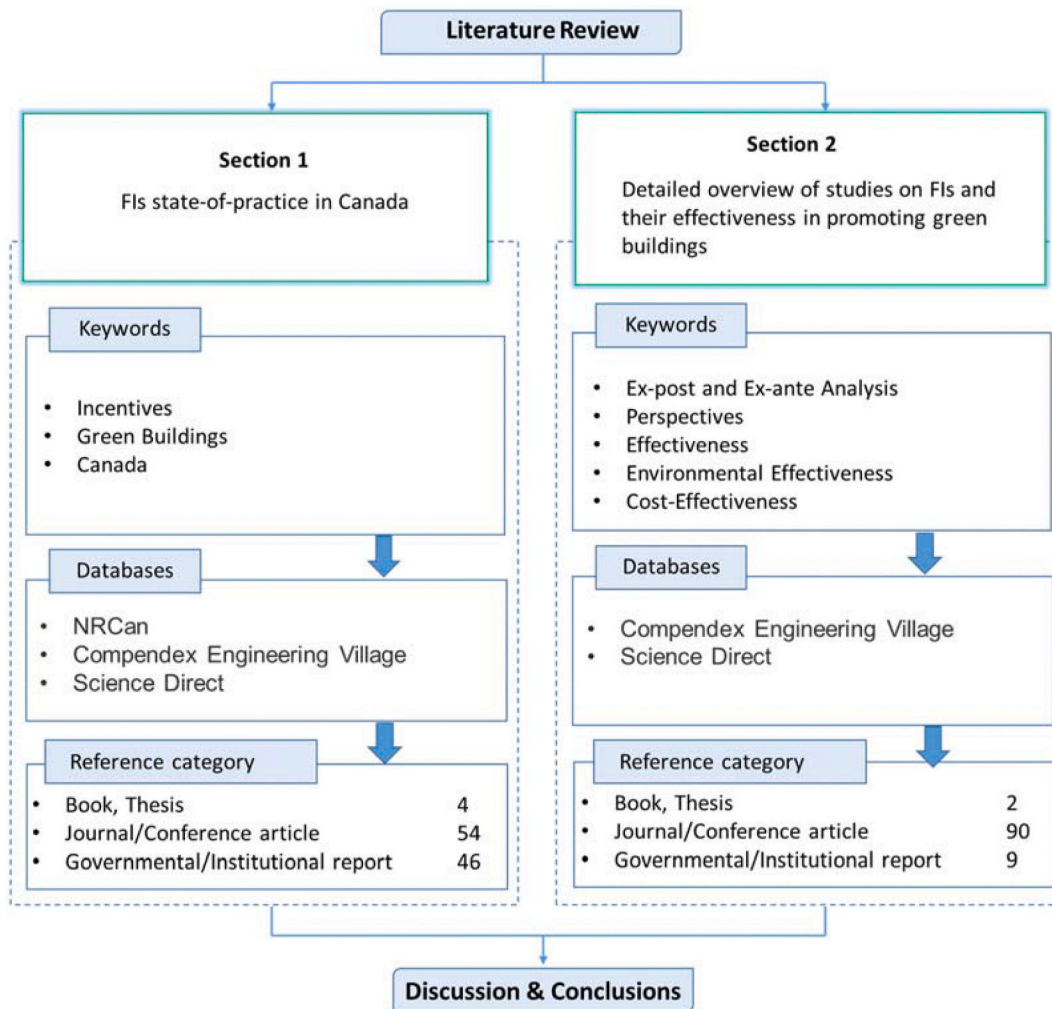 Literature Review
Section 1
FIs state-of-practice in Canada
Keywords
• Incentives
• Green Buildings
• Canada
Databases
• NRCan
• Compendex Engineering Village
• Science Direct
Reference category
• Book, Thesis 4
• Journal/Conference article 54
• Governmental/Institutional report 46
Section 2
Detailed overview of studies on FIs and
their effectiveness in promoting green
buildings
Keywords
• Ex-post and Ex-ante Analysis
• Perspectives
• Effectiveness
• Environmental Effectiveness
• Cost-Effectiveness
Databases
• Compendex Engineering Village
• Science Direct
Reference category
• Book, Thesis 2
• Journal/Conference article 90
• Governmental/Institutional report 9
Discussion & Conclusions